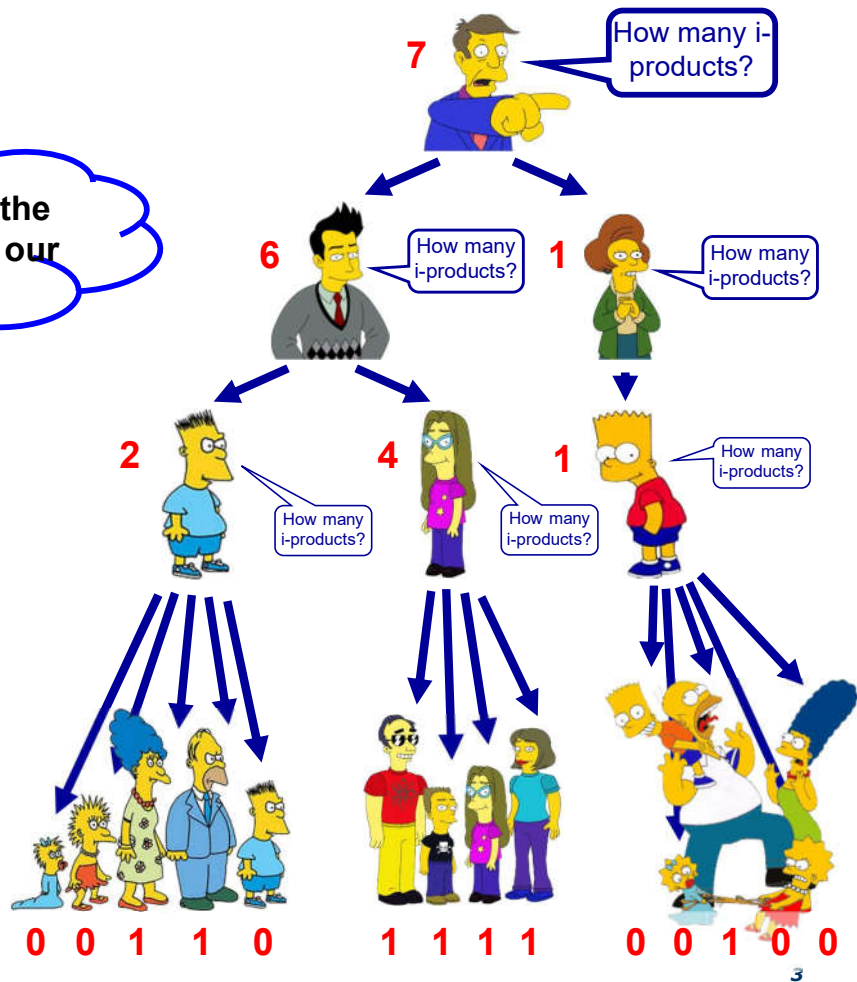 7
How many i-
products?
the
our
6
How many
i-products?
1
How many
i-products?
2
How many
i-products?
4
How many
i-products?
1
How many
i-products?
0 0 1 1 0
1 1 1 1
0 0 1 0 0
3